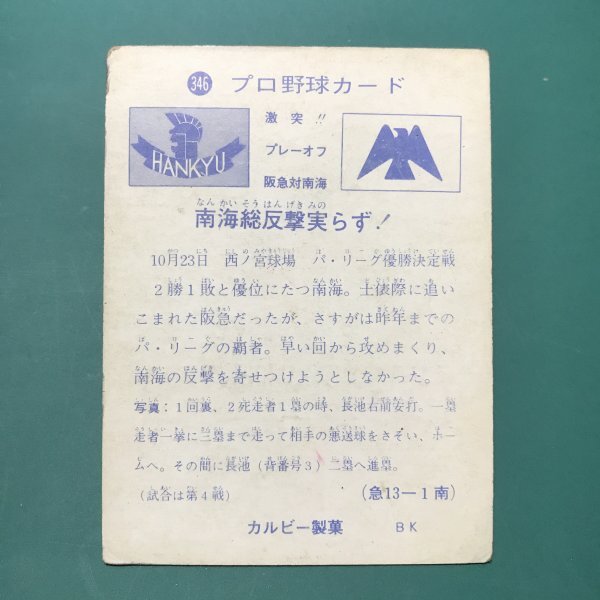 346 プロ野球カード
HANKYU
激突!!
プレーオフ
阪急対南海
なんかいそうはんげきみの
南海総反撃実らず!
10月23日 西ノ宮球場 パ・リーグ優勝決定戦
2勝1敗と優位にたつ南海。土俵際に追い
こまれた阪急だったが、さすがは昨年までの
パ・リーグの覇者。早い回から攻めまくり、
南海の反撃を寄せつけようとしなかった。
写真:1回裏、2死走者1塁の時、長池右前安打。一塁
走者一挙に三塁まで走って相手の悪送球をさそい、ホー
ムへ。その間に長池(背番号3)二塁へ進塁。
(試合は第4戦)
(急13―1南)
カルビー製菓 BK